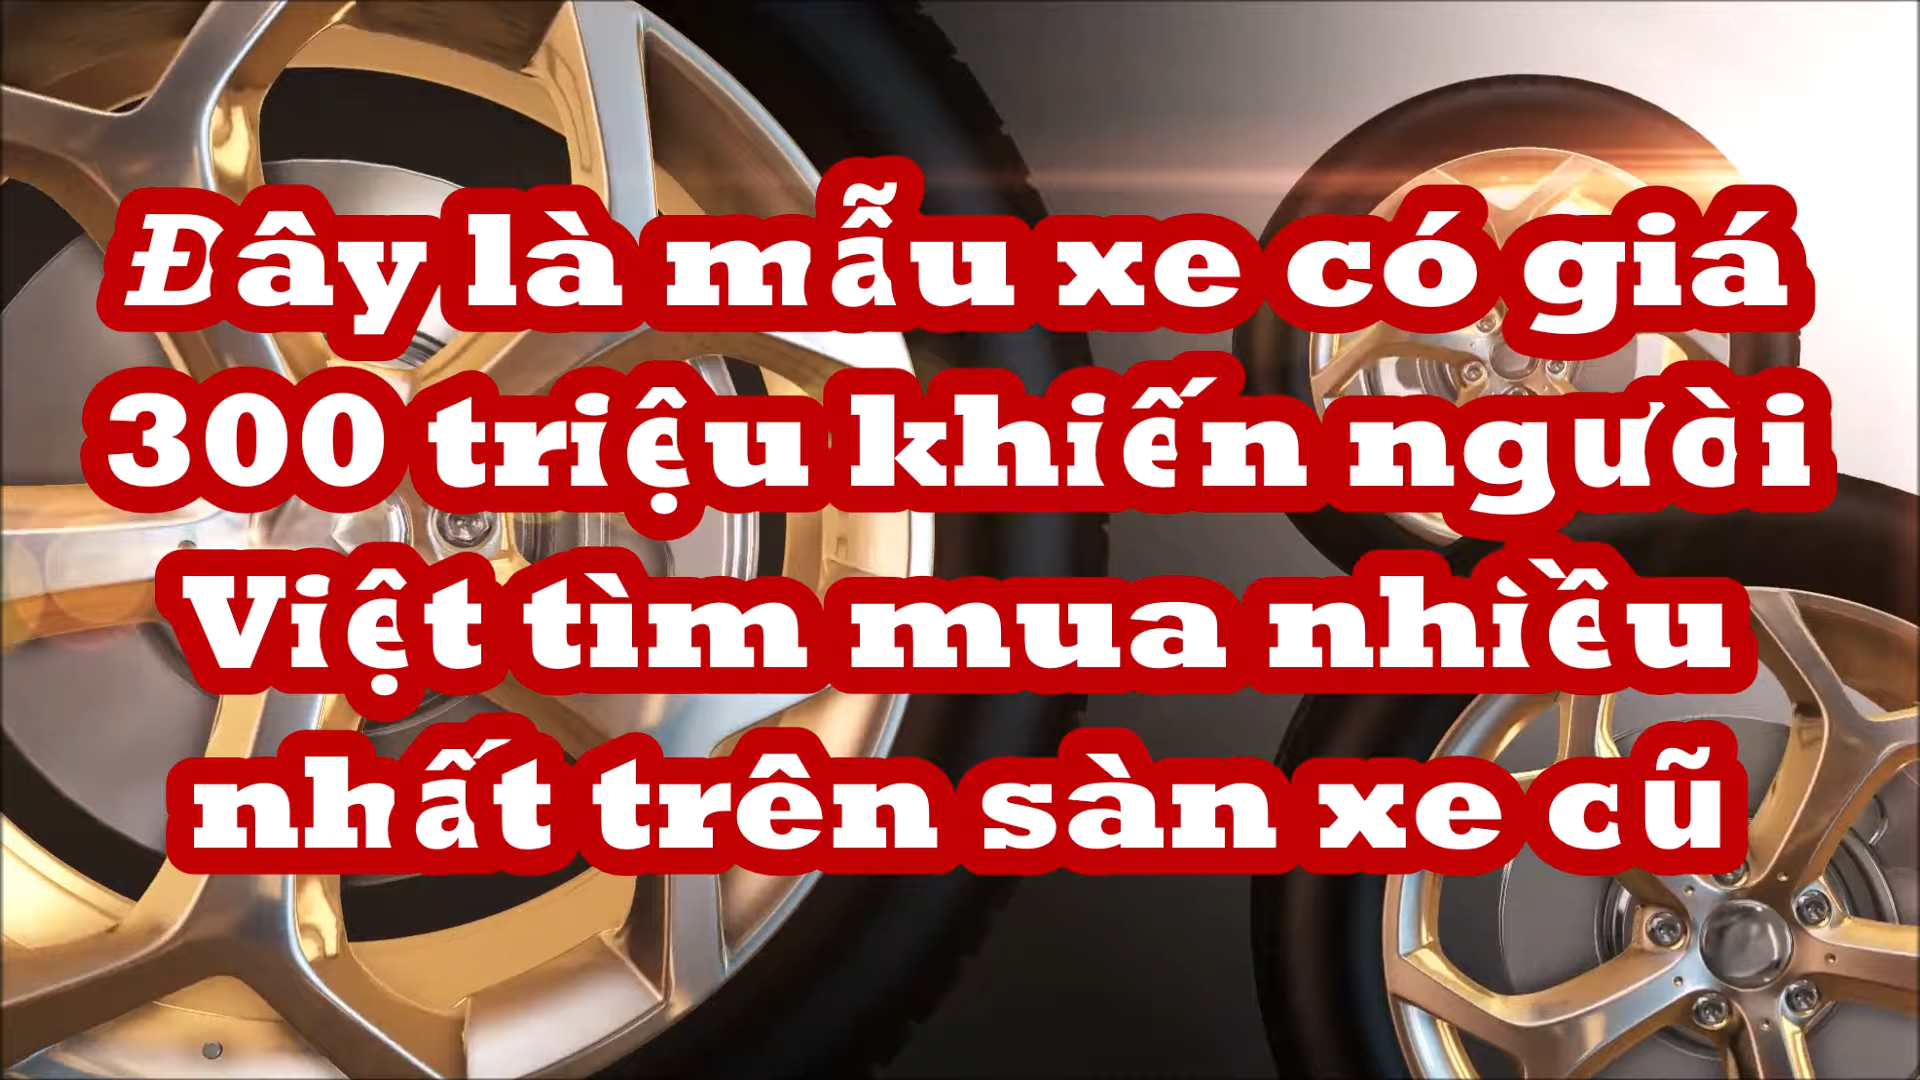 Đây là mẫu xe có giá
300 triệu khiến người
Việt tìm mua nhiều
nhất trên sàn xe cũ